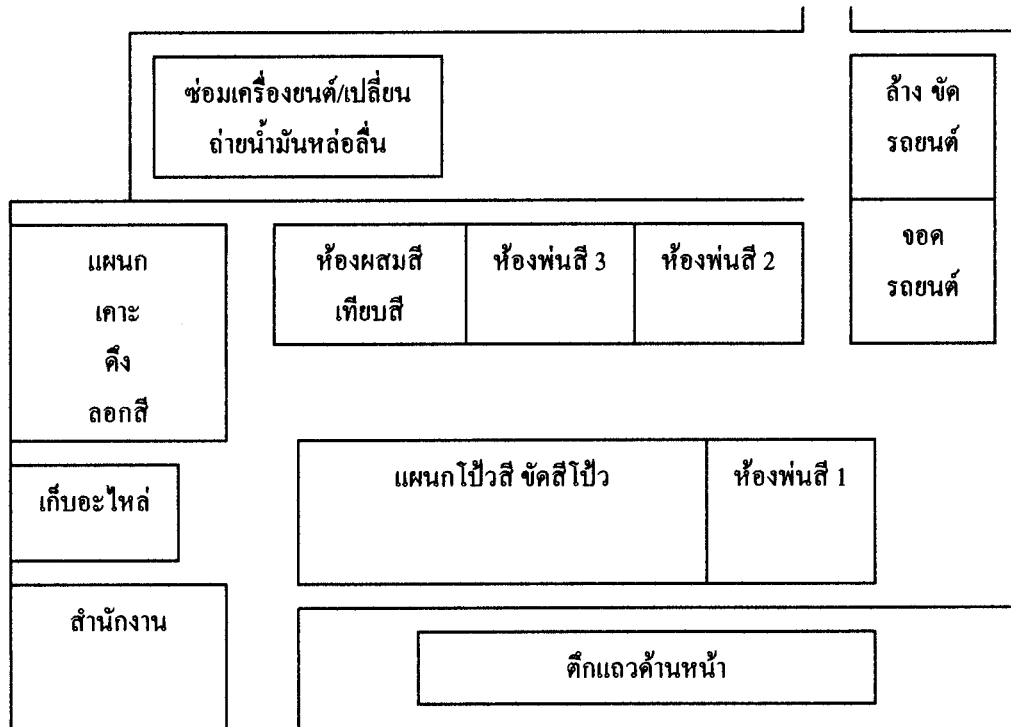 ซ่อมเครื่องยนต์/เปลี่ยน
ถ่ายน้ำมันหล่อลื่น
ล้าง ขัด
รถยนต์
จอด
รถยนต์
แผนก
เคาะ
ดึง
ลอกสี
ห้องผสมสี
เทียบสี
ห้องพ่นสี 3
ห้องพ่นสี 2
เก็บอะไหล่
แผนกโป้วสี ขัดสีโป้ว
ห้องพ่นสี 1
สำนักงาน
ตึกแถวด้านหน้า